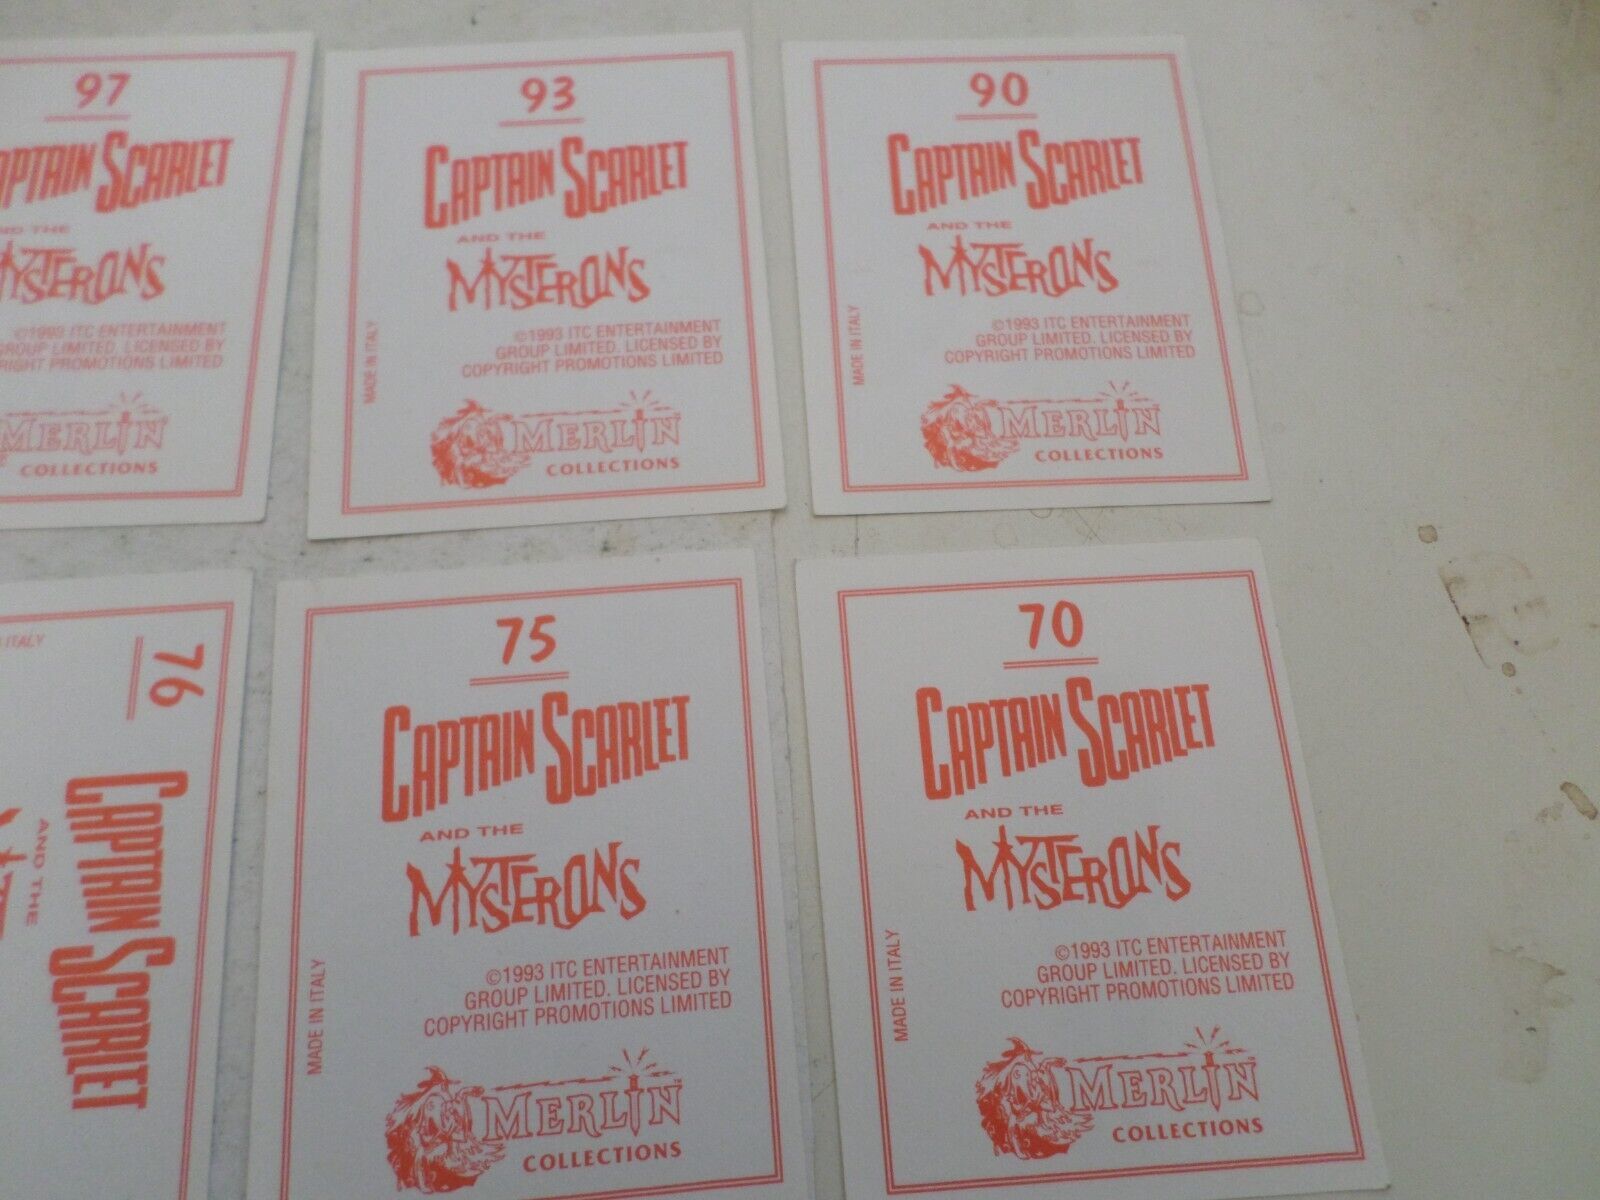 97
CAPTAIN SCARLET
AND THE
MYSTERONS
©1993 ITC ENTERTAINMENT
GROUP LIMITED. LICENSED BY
COPYRIGHT PROMOTIONS LIMITED
MERLIN
COLLECTIONS
93
CAPTAIN SCARLET
AND THE
MYSTERONS
©1993 ITC ENTERTAINMENT
GROUP LIMITED. LICENSED BY
COPYRIGHT PROMOTIONS LIMITED
MADE IN ITALY
MERLIN
COLLECTIONS
90
CAPTAIN SCARLET
AND THE
MYSTERONS
©1993 ITC ENTERTAINMENT
GROUP LIMITED. LICENSED BY
COPYRIGHT PROMOTIONS LIMITED
MADE IN ITALY
MERLIN
COLLECTIONS
ITALY
76
CAPTAIN SCARLET
AND THE
75
CAPTAIN SCARLET
AND THE
MYSTERONS
©1993 ITC ENTERTAINMENT
GROUP LIMITED. LICENSED BY
COPYRIGHT PROMOTIONS LIMITED
MADE IN ITALY
MERLIN
COLLECTIONS
70
CAPTAIN SCARLET
AND THE
MYSTERONS
©1993 ITC ENTERTAINMENT
GROUP LIMITED. LICENSED BY
COPYRIGHT PROMOTIONS LIMITED
MADE IN ITALY
MERLIN
COLLECTIONS